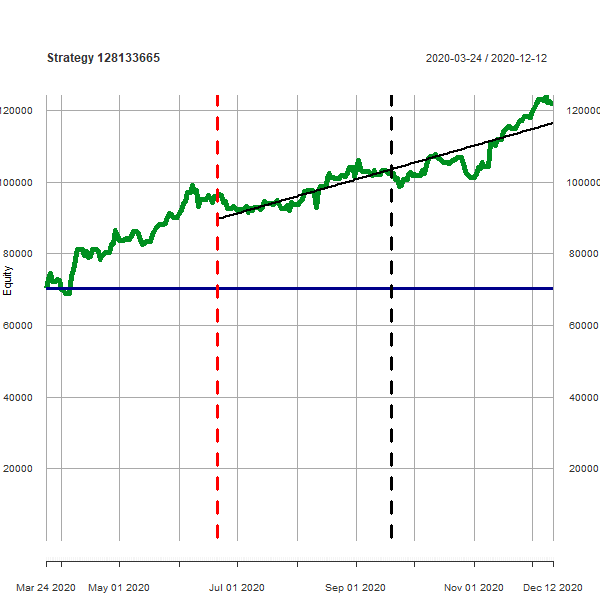 Strategy 128133665 2020-03-24 / 2020-12-12
120000 120000
100000 100000
80000 80000
Equity
60000 60000
40000 40000
20000 20000
Mar 24 2020 May 01 2020 Jul 01 2020 Sep 01 2020 Nov 01 2020 Dec 12 2020